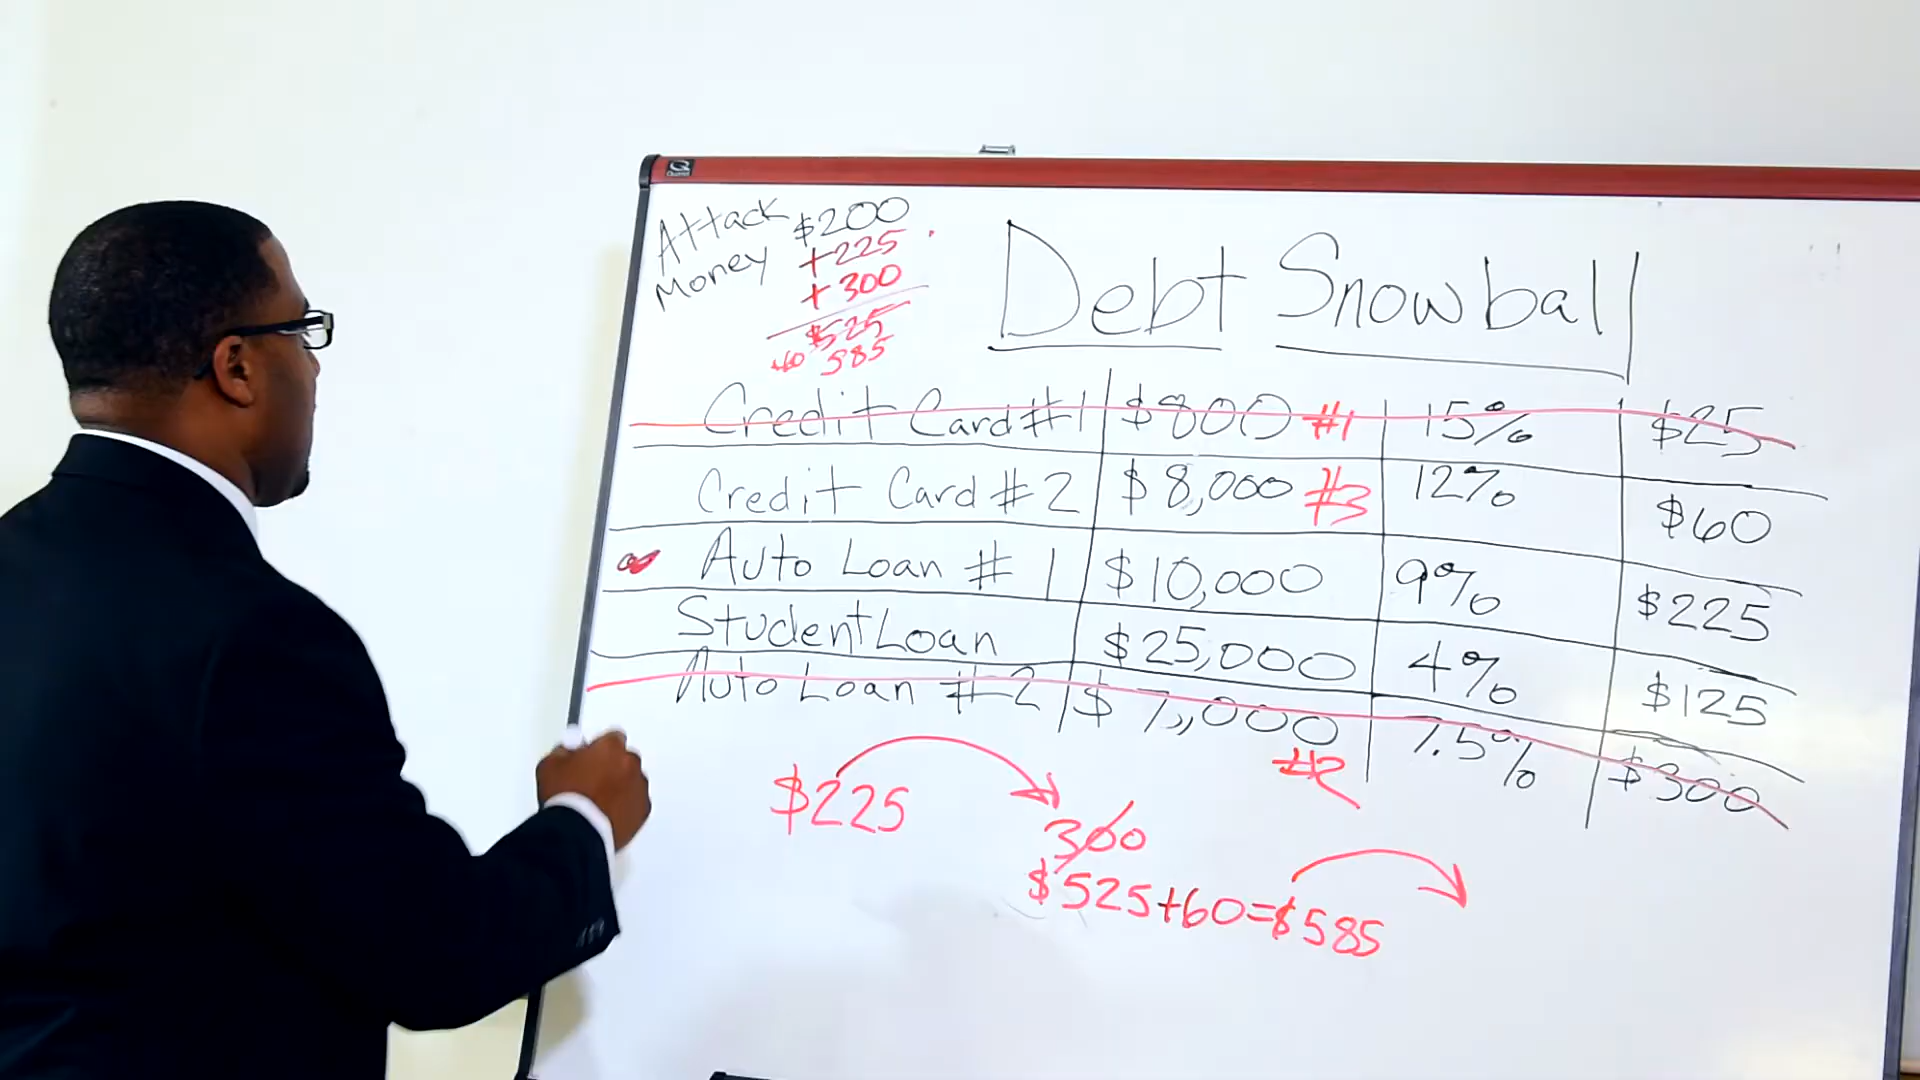 Attack $200
Money +225
+300
$525
60 585
Debt Snowball
Credit Card #1 $800 #1 15% $25
Credit Card #2 $8,000 #3 12% $60
Auto Loan #1 $10,000 9% $225
Student Loan $25,000 4% $125
Auto Loan #2 $7,000 7.5% $300
#2
$225
300
$525+60=$585